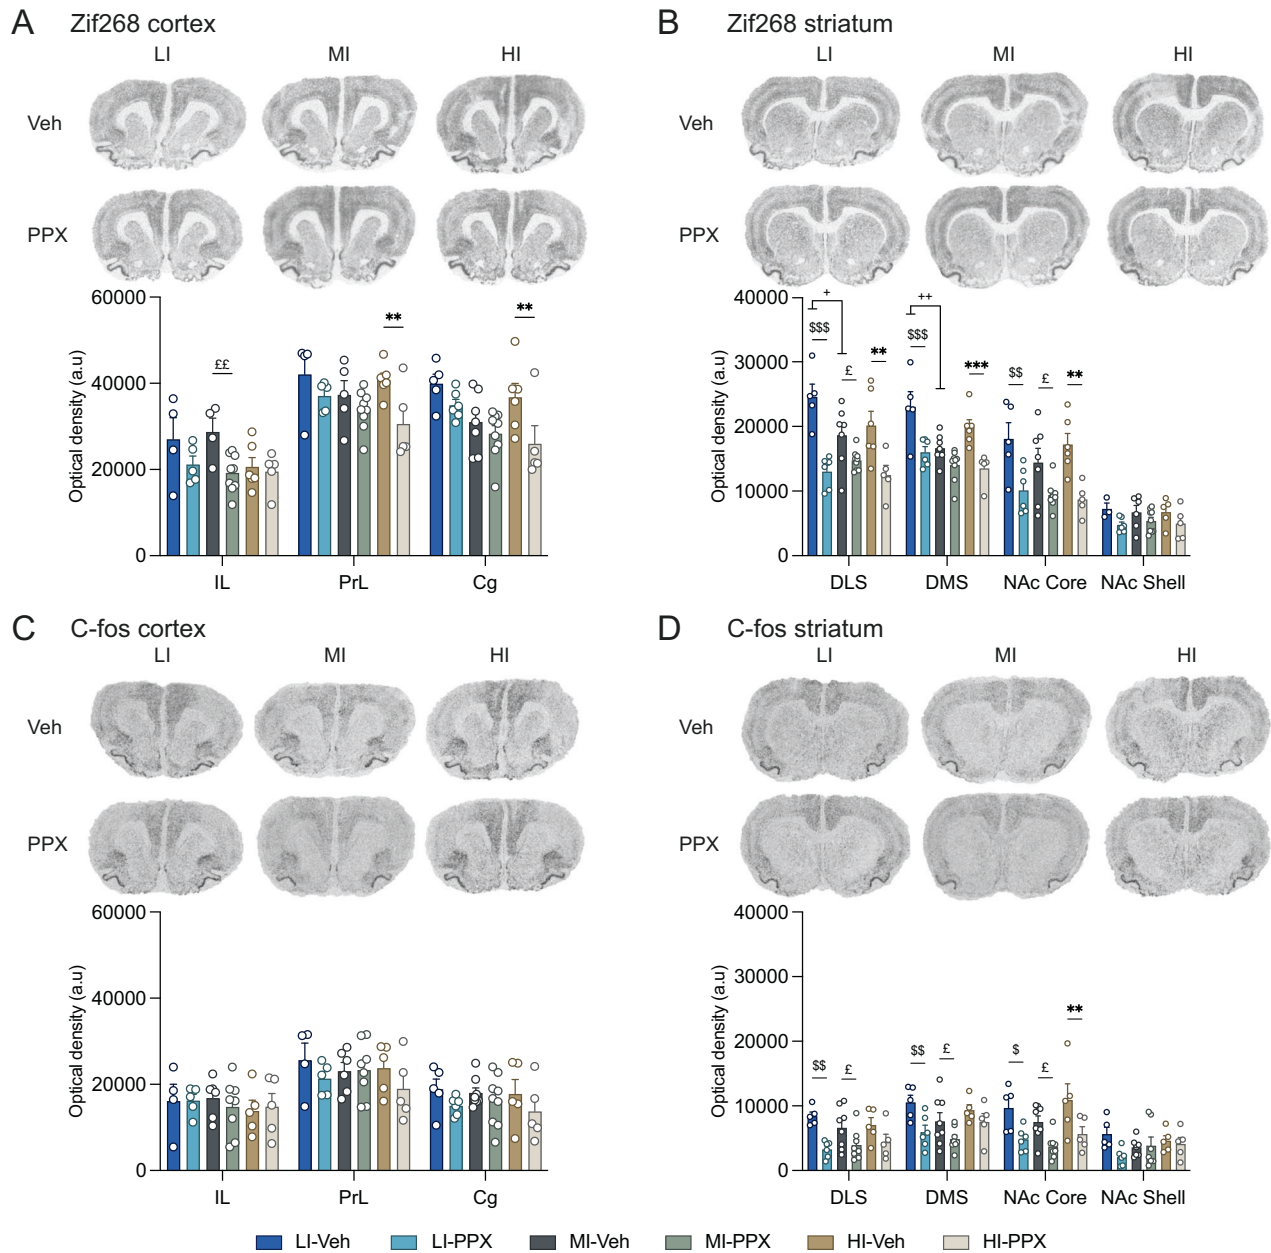 A Zif268 cortex
LI MI HI
Veh
PPX
60000
40000
20000
0
Optical density (a.u)
££
**
**
IL PrL Cg
B Zif268 striatum
LI MI HI
Veh
PPX
40000
30000
20000
10000
0
Optical density (a.u)
+
$$$
£
**
++
$$$
***
$$
£
**
DLS DMS NAc Core NAc Shell
C C-fos cortex
LI MI HI
Veh
PPX
60000
40000
20000
0
Optical density (a.u)
IL PrL Cg
D C-fos striatum
LI MI HI
Veh
PPX
40000
30000
20000
10000
0
Optical density (a.u)
$$
£
$$
£
$
£
**
DLS DMS NAc Core NAc Shell
LI-Veh LI-PPX MI-Veh MI-PPX HI-Veh HI-PPX